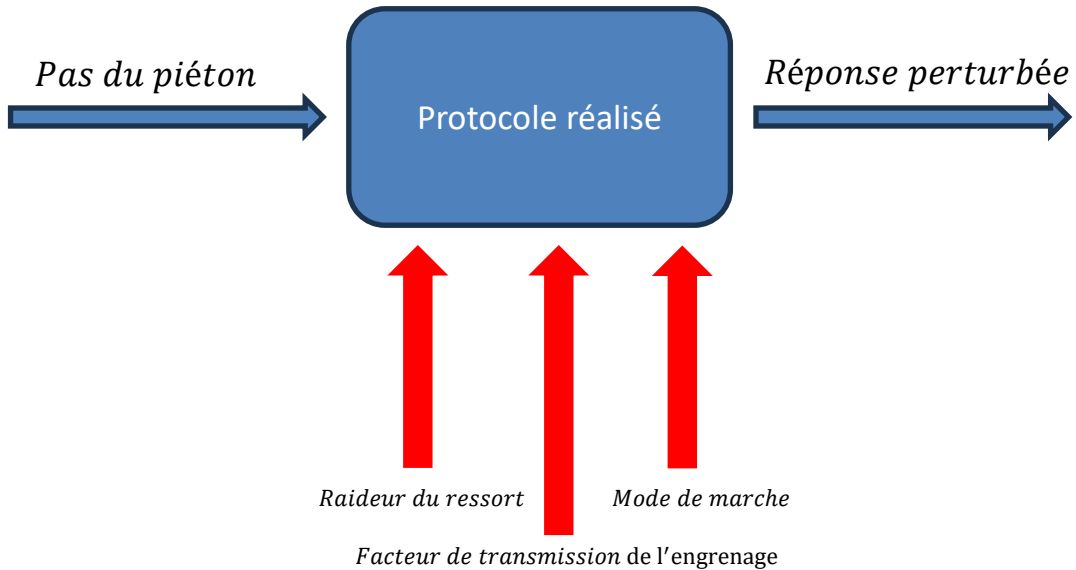 Pas du piéton
Protocole réalisé
Réponse perturbée
Raideur du ressort
Mode de marche
Facteur de transmission de l'engrenage